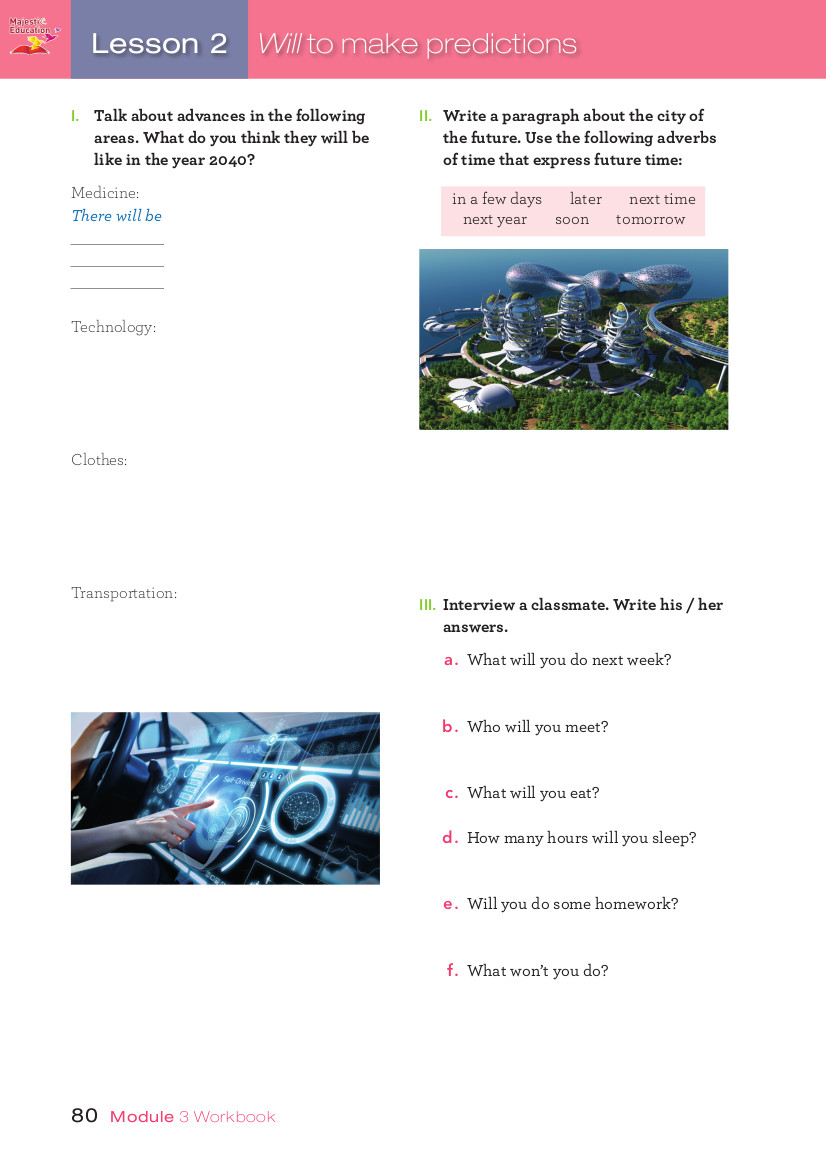 Majestic
Education
Lesson 2
Will to make predictions
I. Talk about advances in the following
areas. What do you think they will be
like in the year 2040?
Medicine:
There will be
Technology:
Clothes:
Transportation:
Self-Driving
II. Write a paragraph about the city of
the future. Use the following adverbs
of time that express future time:
in a few days later next time
next year soon tomorrow
III. Interview a classmate. Write his / her
answers.
a. What will you do next week?
b. Who will you meet?
c. What will you eat?
d. How many hours will you sleep?
e. Will you do some homework?
f. What won't you do?
80 Module 3 Workbook